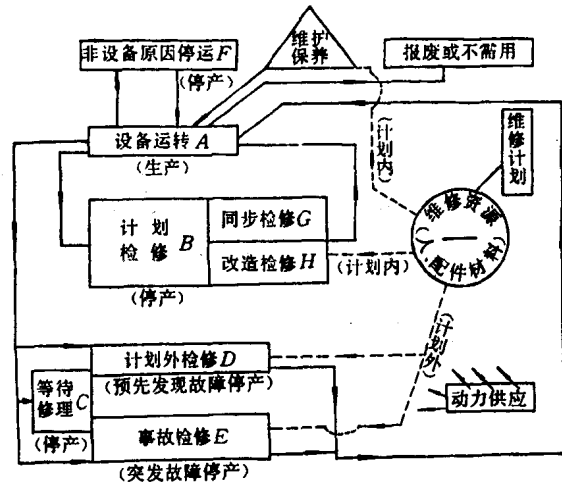 非设备原因停运F
(停产)
维护
保养
报废或不需用
设备运转A
(生产)
(计划内)
维修计划
计划
检修 B
同步检修G
改造检修H
(停产)
(计划内)
维修资源
(人、配件材料)
(计划外)
计划外检修D
(预先发现故障停产)
等待
修理C
(停产)
事故检修E
(突发故障停产)
动力供应